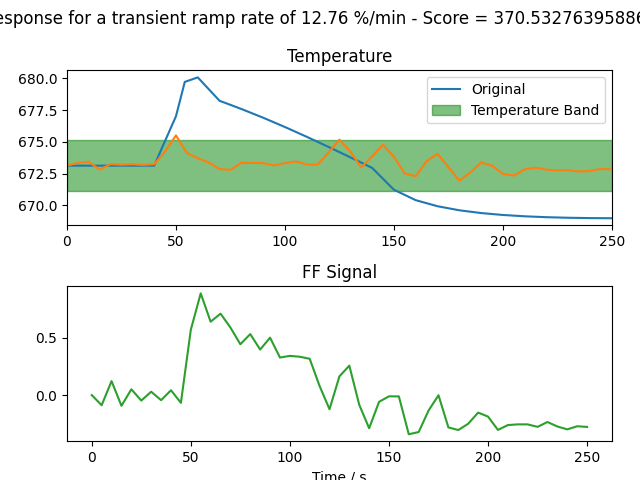 esponse for a transient ramp rate of 12.76 %/min - Score = 370.53276395886
Temperature
680.0
677.5
675.0
672.5
670.0
Original
Temperature Band
0 50 100 150 200 250
FF Signal
0.5
0.0
0 50 100 150 200 250
Time / s